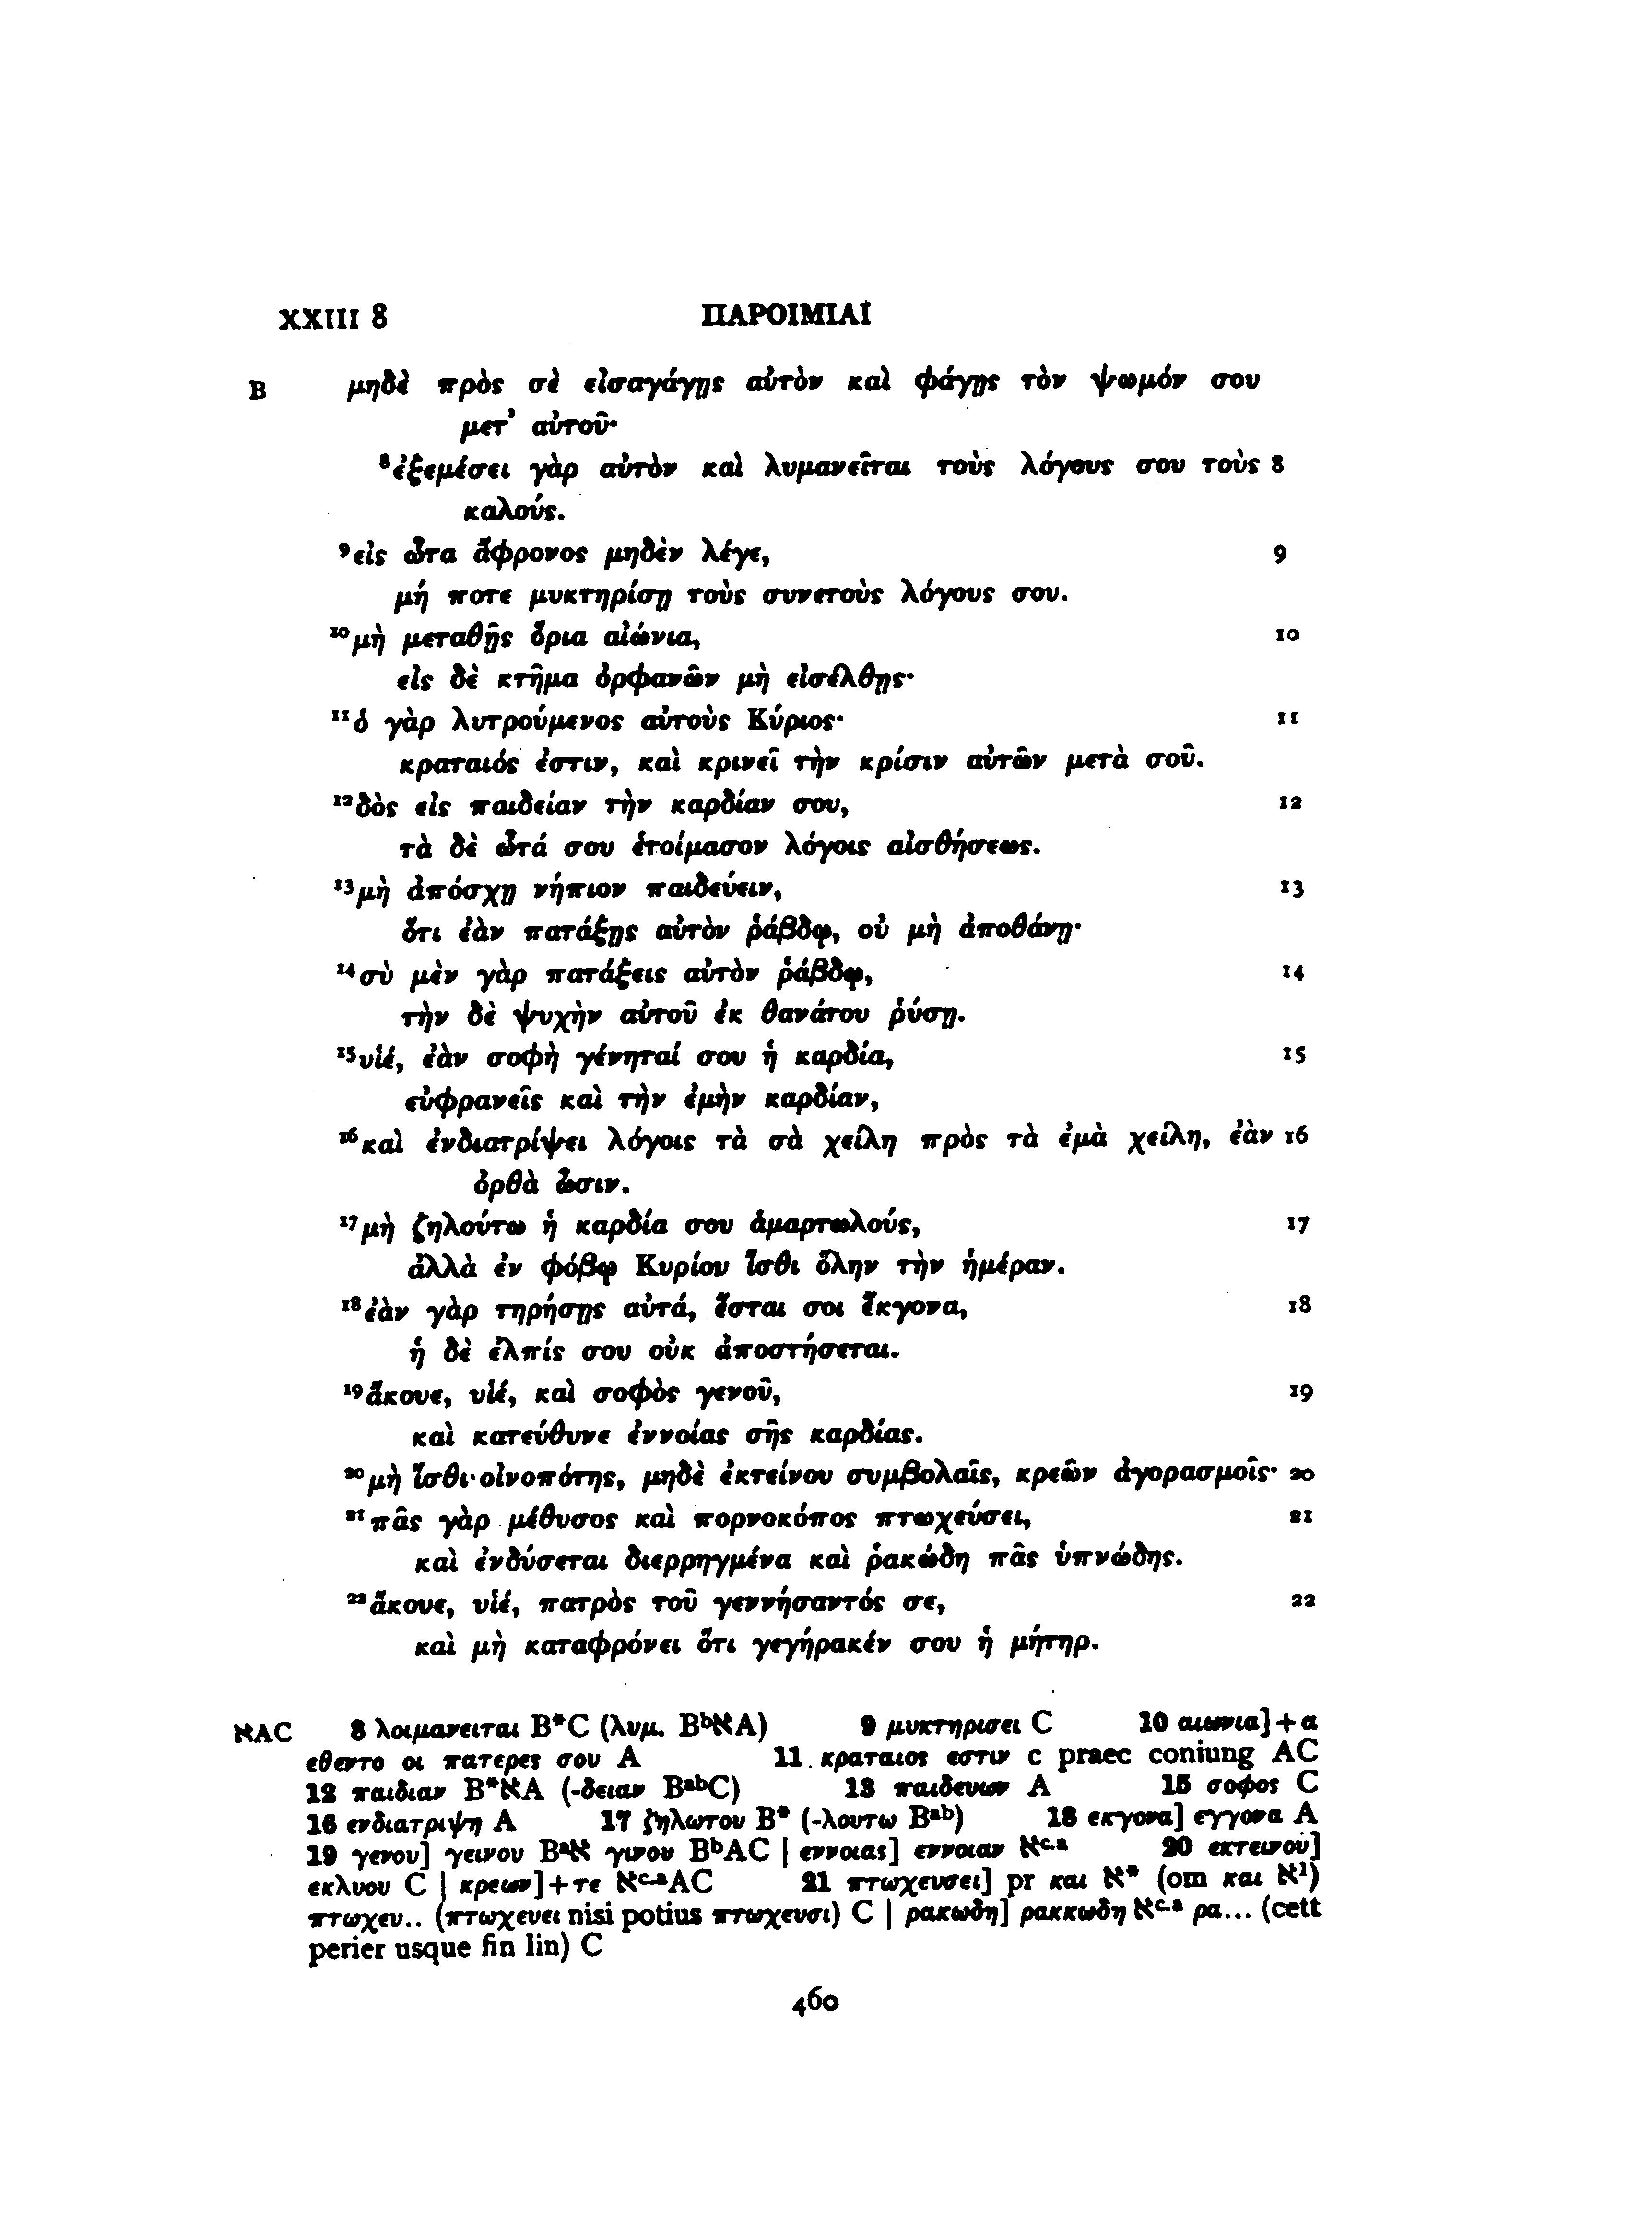 XXIII 8 ΠΑΡΟΙΜΙΑΙ
B μηδὲ πρὸς σὲ εἰσαγάγῃς αὐτὸν καὶ φάγῃς τὸν ψωμόν σου
μετ᾽ αὐτοῦ·
⁸ἐξεμέσει γὰρ αὐτὸν καὶ λυμανεῖται τοὺς λόγους σου τοὺς 8
καλούς.
⁹εἰς ὦτα ἄφρονος μηδὲν λέγε, 9
μή ποτε μυκτηρίσῃ τοὺς συνετοὺς λόγους σου.
¹⁰μὴ μεταθῇς ὅρια αἰώνια, 10
εἰς δὲ κτῆμα ὀρφανῶν μὴ εἰσέλθῃς·
¹¹ὁ γὰρ λυτρούμενος αὐτοὺς Κύριος· 11
κραταιός ἐστιν, καὶ κρινεῖ τὴν κρίσιν αὐτῶν μετὰ σοῦ.
¹²δὸς εἰς παιδείαν τὴν καρδίαν σου, 12
τὰ δὲ ὦτά σου ἑτοίμασον λόγοις αἰσθήσεως.
¹³μὴ ἀπόσχῃ νήπιον παιδεύειν, 13
ὅτι ἐὰν πατάξῃς αὐτὸν ῥάβδῳ, οὐ μὴ ἀποθάνῃ·
¹⁴σὺ μὲν γὰρ πατάξεις αὐτὸν ῥάβδῳ, 14
τὴν δὲ ψυχὴν αὐτοῦ ἐκ θανάτου ῥύσῃ.
¹⁵υἱέ, ἐὰν σοφὴ γένηταί σου ἡ καρδία, 15
εὐφρανεῖς καὶ τὴν ἐμὴν καρδίαν,
¹⁶καὶ ἐνδιατρίψει λόγοις τὰ σὰ χείλη πρὸς τὰ ἐμὰ χείλη, ἐὰν 16
ὀρθὰ ὦσιν.
¹⁷μὴ ζηλούτω ἡ καρδία σου ἁμαρτωλούς, 17
ἀλλὰ ἐν φόβῳ Κυρίου ἴσθι ὅλην τὴν ἡμέραν.
¹⁸ἐὰν γὰρ τηρήσῃς αὐτά, ἔσται σοι ἔκγονα, 18
ἡ δὲ ἐλπίς σου οὐκ ἀποστήσεται.
¹⁹ἄκουε, υἱέ, καὶ σοφὸς γενοῦ, 19
καὶ κατεύθυνε ἐννοίας σῆς καρδίας.
²⁰μὴ ἴσθι οἰνοπότης, μηδὲ ἐκτείνου συμβολαῖς, κρεῶν ἀγορασμοῖς· 20
²¹πᾶς γὰρ μέθυσος καὶ πορνοκόπος πτωχεύσει, 21
καὶ ἐνδύσεται διερρηγμένα καὶ ῥακώδη πᾶς ὑπνώδης.
²²ἄκουε, υἱέ, πατρὸς τοῦ γεννήσαντός σε, 22
καὶ μὴ καταφρόνει ὅτι γεγήρακέν σου ἡ μήτηρ.
אAC 8 λοιμανειται B*C (λυμ. BᵇאA) 9 μυκτηρισει C 10 αιωνια]+α
εθεντο οι πατερες σου A 11 κραταιος εστιν c praec coniung AC
12 παιδιαν B*אA (-δειαν BᵃᵇC) 13 παιδευων A 15 σοφος C
16 ενδιατριψη A 17 ζηλωτου B* (-λουτω Bᵃᵇ) 18 εκγονα] εγγονα A
19 γενου] γεινου Bᵃא γινου BᵇAC | εννοιας] εννοιαν אᶜ·ᵃ 20 εκτεινου]
εκλυου C | κρεων]+τε אᶜ·ᵃAC 21 πτωχευσει] pr και א* (om και א¹)
πτωχευ.. (πτωχευει nisi potius πτωχευσι) C | ρακωδη] ρακκωδη אᶜ·ᵃ ρα... (cett
perier usque fin lin) C
460